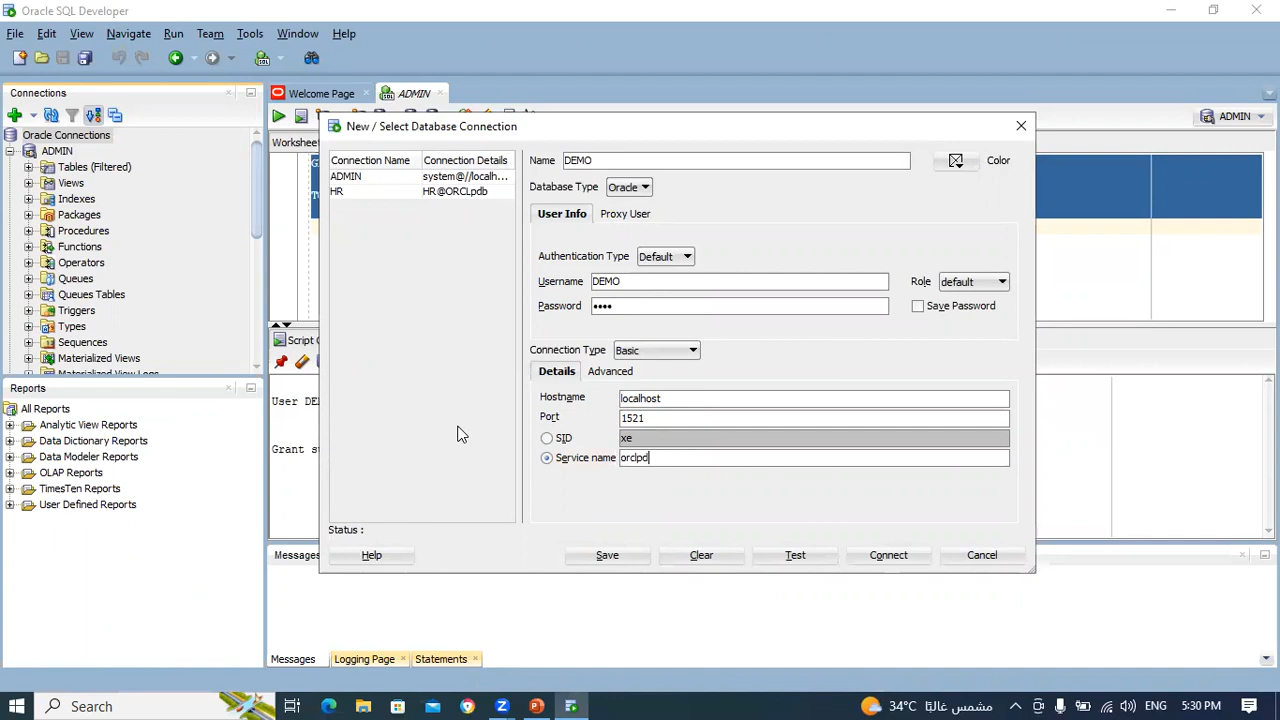 Oracle SQL Developer
File Edit View Navigate Run Team Tools Window Help
Connections
Oracle Connections
ADMIN
Tables (Filtered)
Views
Indexes
Packages
Procedures
Functions
Operators
Queues
Queues Tables
Triggers
Types
Sequences
Materialized Views
Materialized View Logs
Reports
All Reports
Analytic View Reports
Data Dictionary Reports
Data Modeler Reports
OLAP Reports
TimesTen Reports
User Defined Reports
Welcome Page ADMIN
ADMIN
Worksheet
Script
User DE
Grant s
New / Select Database Connection
Connection Name Connection Details
ADMIN system@//localh...
HR HR@ORCLpdb
Status :
Name DEMO Color
Database Type Oracle
User Info Proxy User
Authentication Type Default
Username DEMO Role default
Password •••• Save Password
Connection Type Basic
Details Advanced
Hostname localhost
Port 1521
SID xe
Service name orclpd
Help Save Clear Test Connect Cancel
Messages
Messages Logging Page Statements
Search 34°C مشمس غالبًا ENG 5:30 PM